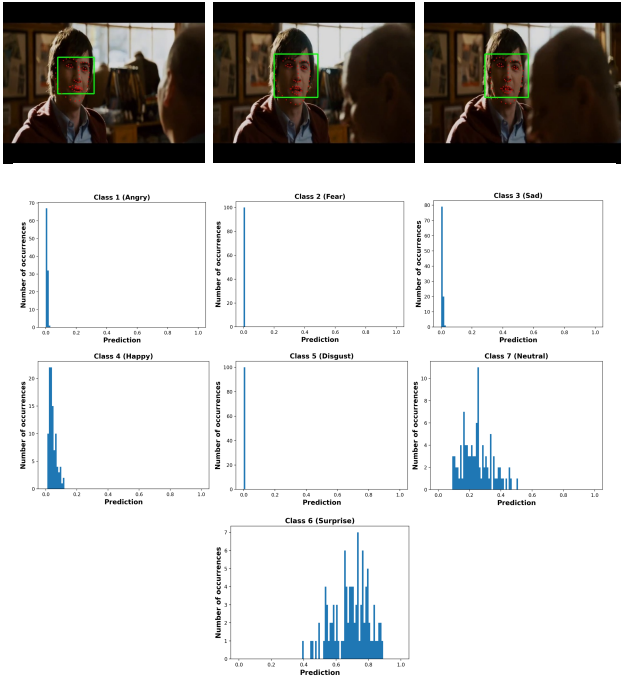 Class 1 (Angry)
Number of occurrences
70
60
50
40
30
20
10
0
0.0 0.2 0.4 0.6 0.8 1.0
Prediction
Class 2 (Fear)
Number of occurrences
100
80
60
40
20
0
0.0 0.2 0.4 0.6 0.8 1.0
Prediction
Class 3 (Sad)
Number of occurrences
80
70
60
50
40
30
20
10
0
0.0 0.2 0.4 0.6 0.8 1.0
Prediction
Class 4 (Happy)
Number of occurrences
20
15
10
5
0
0.0 0.2 0.4 0.6 0.8 1.0
Prediction
Class 5 (Disgust)
Number of occurrences
100
80
60
40
20
0
0.0 0.2 0.4 0.6 0.8 1.0
Prediction
Class 7 (Neutral)
Number of occurrences
10
8
6
4
2
0
0.0 0.2 0.4 0.6 0.8 1.0
Prediction
Class 6 (Surprise)
Number of occurrences
7
6
5
4
3
2
1
0
0.0 0.2 0.4 0.6 0.8 1.0
Prediction